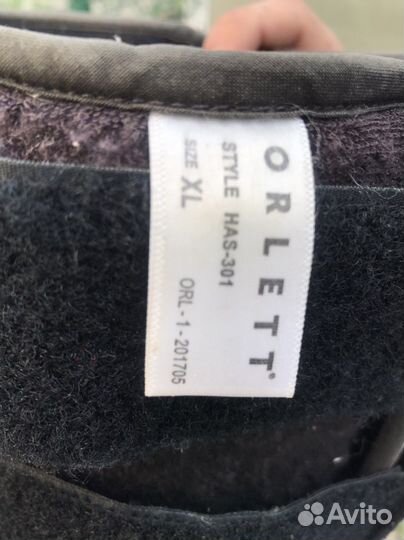 ORLETT®
STYLE HAS-301
SIZE XL ORL-1-201705
Avito